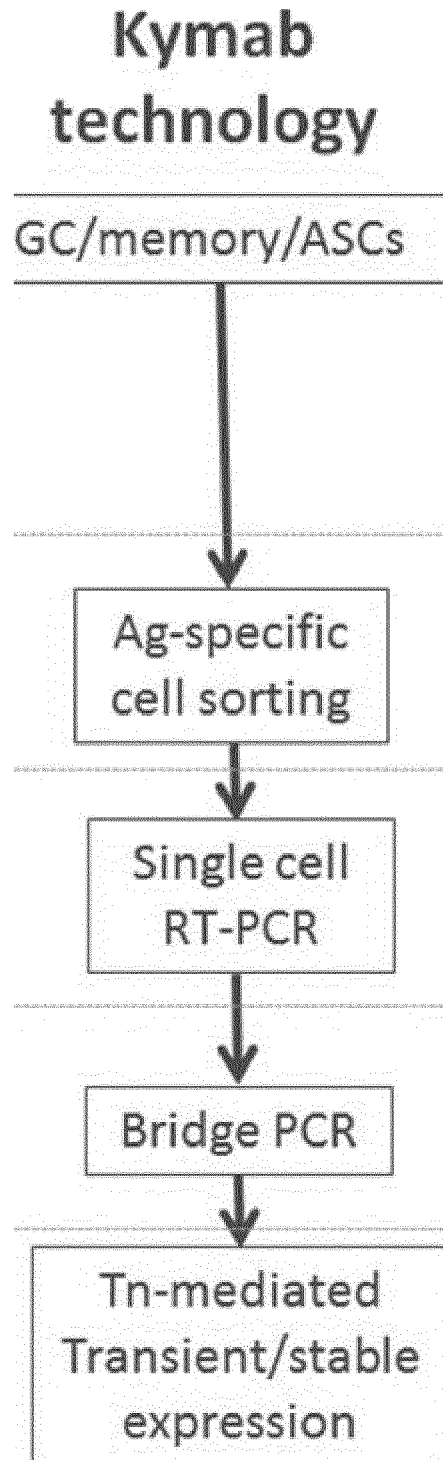 Kymab
technology
GC/memory/ASCs
Ag-specific
cell sorting
Single cell
RT-PCR
Bridge PCR
Tn-mediated
Transient/stable
expression